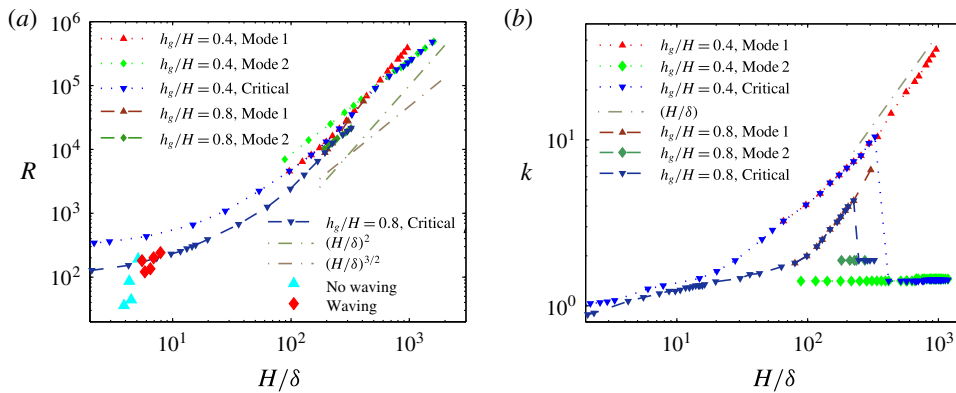 (a)
10^6
10^5
10^4
10^3
10^2
R
h_g/H = 0.4, Mode 1
h_g/H = 0.4, Mode 2
h_g/H = 0.4, Critical
h_g/H = 0.8, Mode 1
h_g/H = 0.8, Mode 2
h_g/H = 0.8, Critical
(H/δ)^2
(H/δ)^{3/2}
No waving
Waving
10^1
10^2
10^3
H/δ
(b)
10^1
10^0
k
h_g/H = 0.4, Mode 1
h_g/H = 0.4, Mode 2
h_g/H = 0.4, Critical
(H/δ)
h_g/H = 0.8, Mode 1
h_g/H = 0.8, Mode 2
h_g/H = 0.8, Critical
10^1
10^2
10^3
H/δ